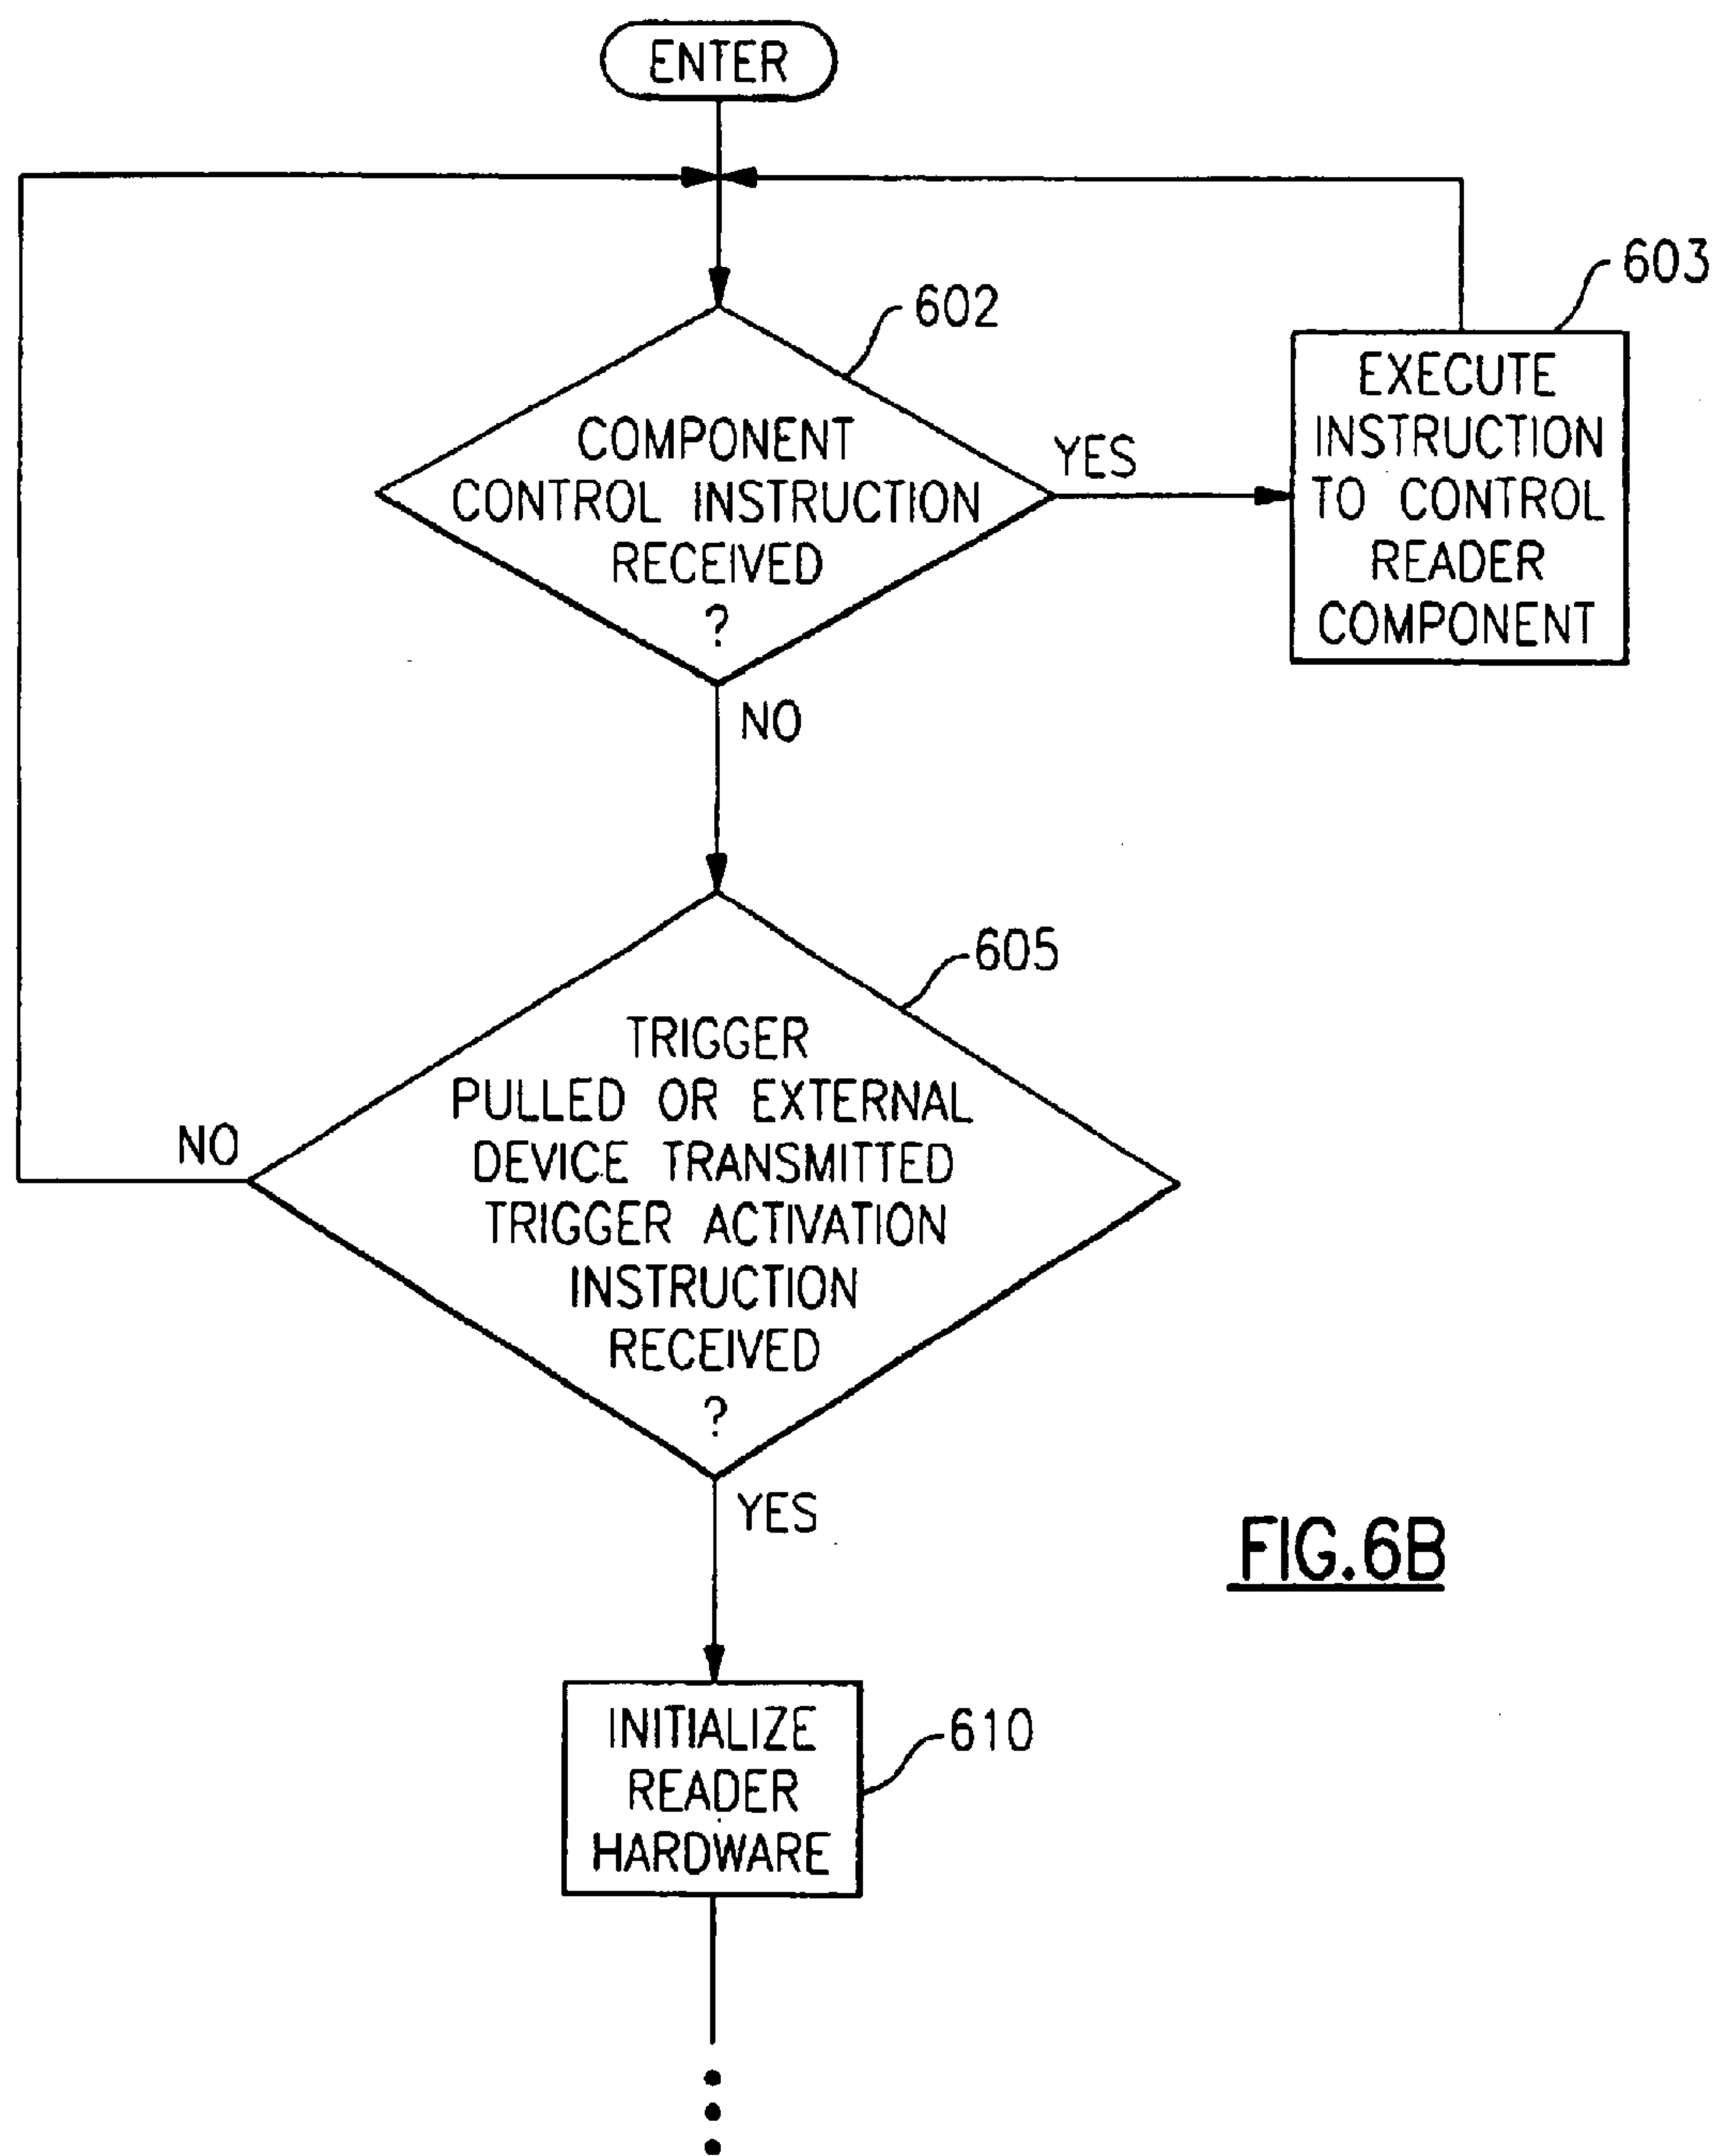 ENTER
602
603
COMPONENT
CONTROL INSTRUCTION
RECEIVED
?
YES
EXECUTE
INSTRUCTION
TO CONTROL
READER
COMPONENT
NO
605
TRIGGER
PULLED OR EXTERNAL
DEVICE TRANSMITTED
TRIGGER ACTIVATION
INSTRUCTION
RECEIVED
?
NO
YES
FIG.6B
INITIALIZE
READER
HARDWARE
610